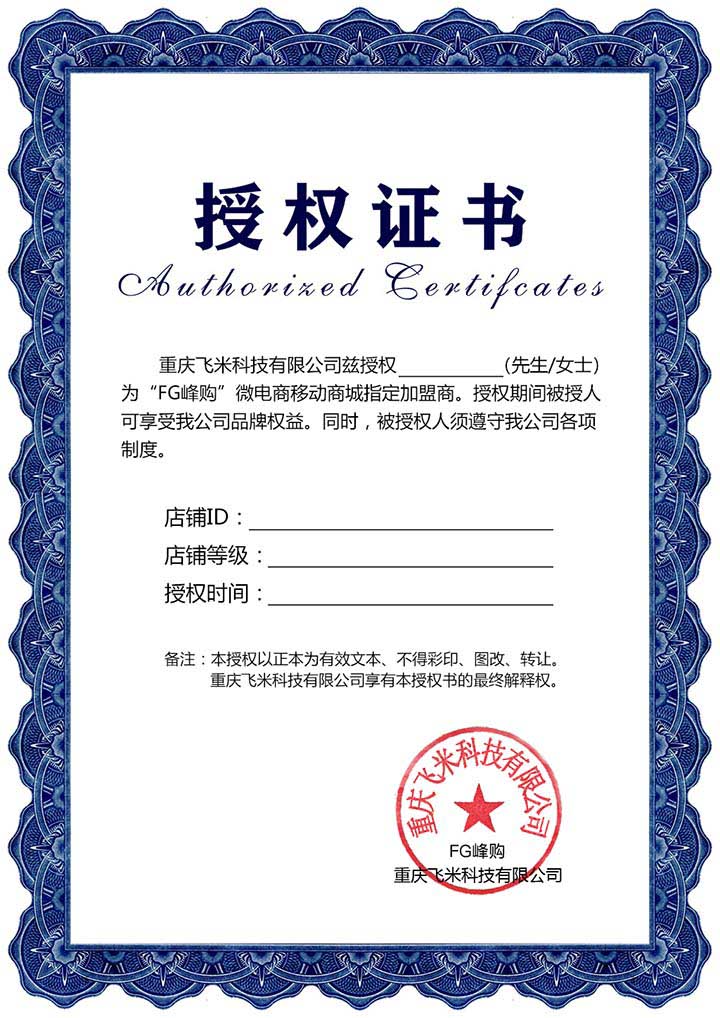 授权证书
Authorized Certifcates
重庆飞米科技有限公司兹授权__________(先生/女士)
为“FG峰购”微电商移动商城指定加盟商。授权期间被授人
可享受我公司品牌权益。同时，被授权人须遵守我公司各项
制度。
店铺ID：
店铺等级：
授权时间：
备注：本授权以正本为有效文本、不得彩印、图改、转让。
重庆飞米科技有限公司享有本授权书的最终解释权。
重庆飞米科技有限公司
FG峰购
重庆飞米科技有限公司